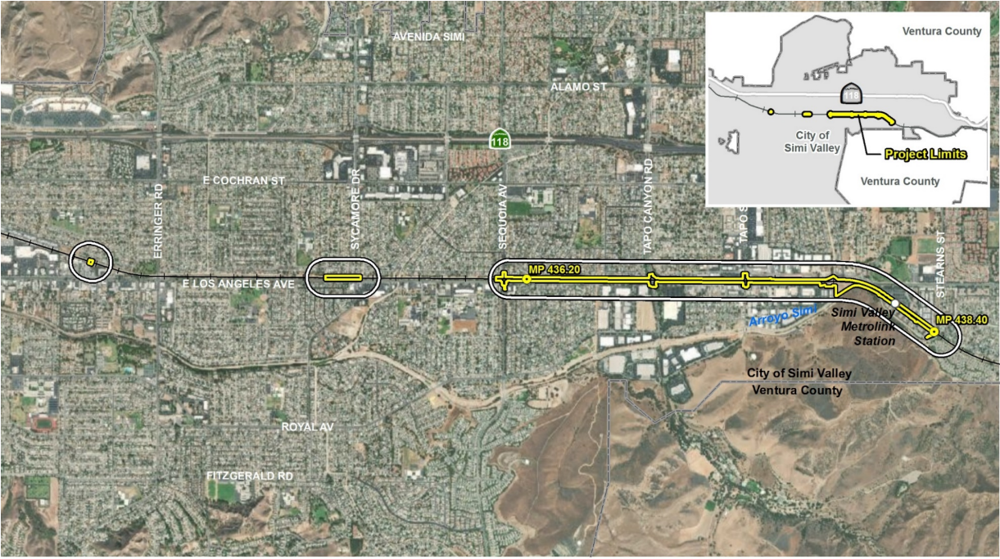 AVENIDA SIMI
ALAMO ST
118
E COCHRAN ST
ERRINGER RD
SYCAMORE DR
SEQUOIA AV
TAPO CANYON RD
TAPO S
STEARNS ST
E LOS ANGELES AVE
MP 436.20
Arroyo Simi
Simi Valley
Metrolink
Station
MP 438.40
City of Simi Valley
Ventura County
ROYAL AV
FITZGERALD RD
Ventura County
118
City of
Simi Valley
Project Limits
Ventura County